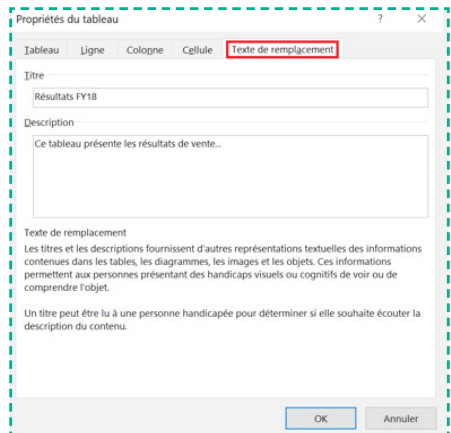 Propriétés du tableau
Tableau Ligne Colonne Cellule Texte de remplacement
Titre
Résultats FY18
Description
Ce tableau présente les résultats de vente...
Texte de remplacement
Les titres et les descriptions fournissent d'autres représentations textuelles des informations
contenues dans les tables, les diagrammes, les images et les objets. Ces informations
permettent aux personnes présentant des handicaps visuels ou cognitifs de voir ou de
comprendre l'objet.
Un titre peut être lu à une personne handicapée pour déterminer si elle souhaite écouter la
description du contenu.
OK Annuler